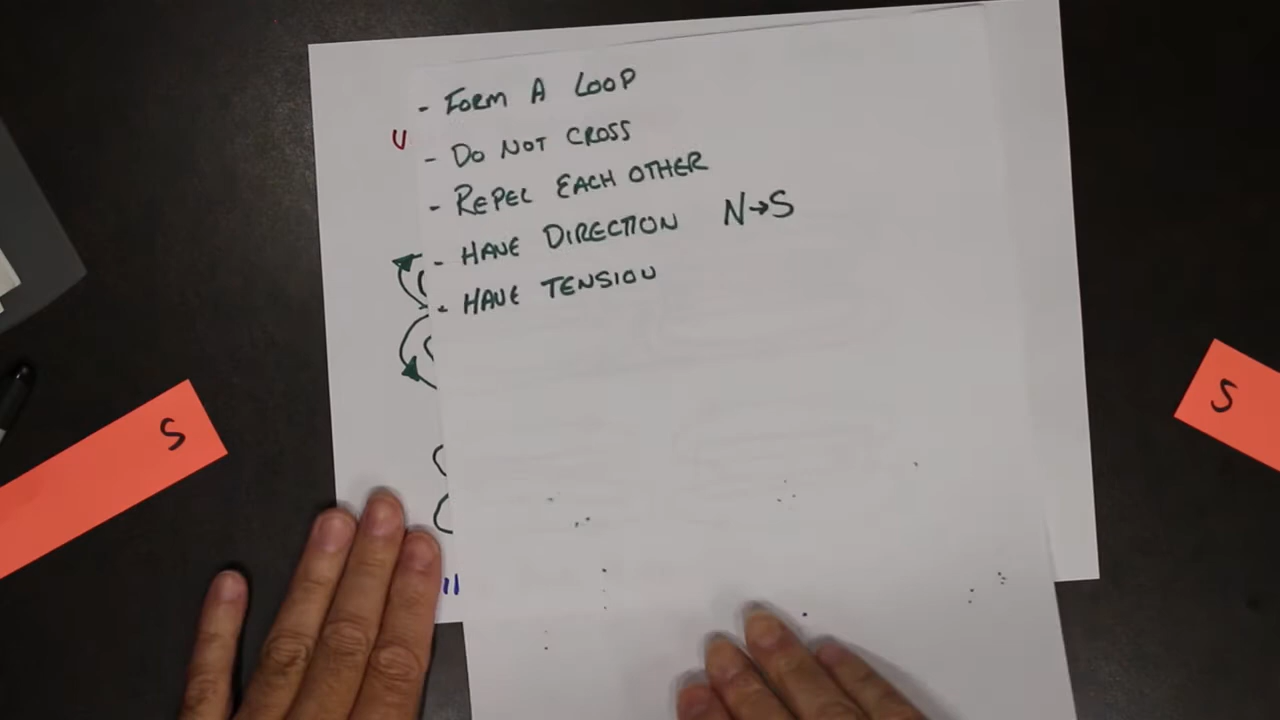 - FORM A LOOP
- DO NOT CROSS
- REPEL EACH OTHER
- HAVE DIRECTION N→S
- HAVE TENSION
S
S